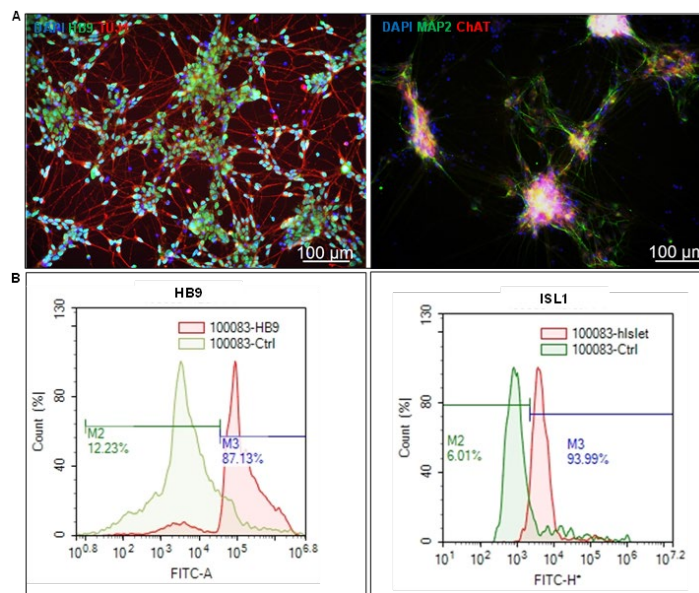 A
DAPI HB9 TUJ1
100 µm
DAPI MAP2 ChAT
100 µm
B
HB9
130
100083-HB9
100083-Ctrl
Count [%]
80
40
0
M2
12.23%
M3
87.13%
10^0.8 10^2 10^3 10^4 10^5 10^6.8
FITC-A
ISL1
130
100083-hIslet
100083-Ctrl
Count [%]
80
40
0
M2
6.01%
M3
93.99%
10^1 10^2 10^3 10^4 10^5 10^6 10^7.2
FITC-H*